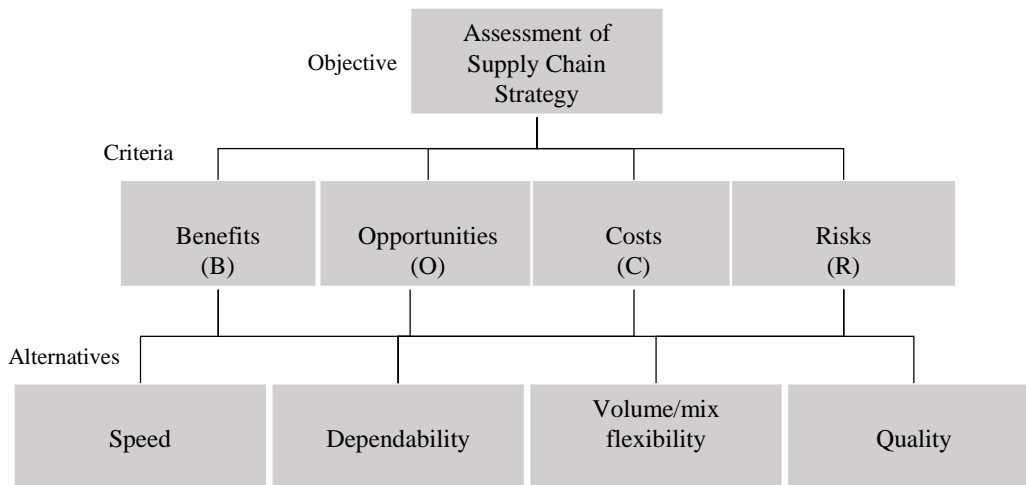 Objective
Assessment of
Supply Chain
Strategy
Criteria
Benefits
(B)
Opportunities
(O)
Costs
(C)
Risks
(R)
Alternatives
Speed
Dependability
Volume/mix
flexibility
Quality